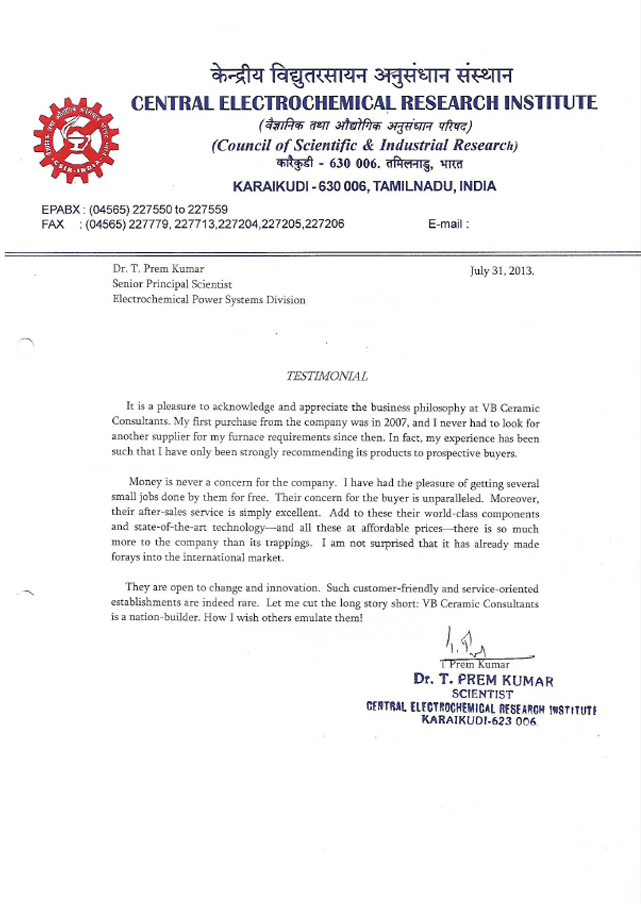 केन्द्रीय विद्युतरसायन अनुसंधान संस्थान
CENTRAL ELECTROCHEMICAL RESEARCH INSTITUTE
(वैज्ञानिक तथा औद्योगिक अनुसंधान परिषद)
(Council of Scientific & Industrial Research)
कारैकुडी - 630 006. तमिलनाडु, भारत
KARAIKUDI - 630 006, TAMILNADU, INDIA
CSIR-INDIA
EPABX : (04565) 227550 to 227559
FAX : (04565) 227779, 227713,227204,227205,227206 E-mail :
Dr. T. Prem Kumar July 31, 2013.
Senior Principal Scientist
Electrochemical Power Systems Division
TESTIMONIAL
It is a pleasure to acknowledge and appreciate the business philosophy at VB Ceramic
Consultants. My first purchase from the company was in 2007, and I never had to look for
another supplier for my furnace requirements since then. In fact, my experience has been
such that I have only been strongly recommending its products to prospective buyers.
Money is never a concern for the company. I have had the pleasure of getting several
small jobs done by them for free. Their concern for the buyer is unparalleled. Moreover,
their after-sales service is simply excellent. Add to these their world-class components
and state-of-the-art technology—and all these at affordable prices—there is so much
more to the company than its trappings. I am not surprised that it has already made
forays into the international market.
They are open to change and innovation. Such customer-friendly and service-oriented
establishments are indeed rare. Let me cut the long story short: VB Ceramic Consultants
is a nation-builder. How I wish others emulate them!
T Prem Kumar
Dr. T. PREM KUMAR
SCIENTIST
CENTRAL ELECTROCHEMICAL RESEARCH INSTITUTE
KARAIKUDI-623 006.